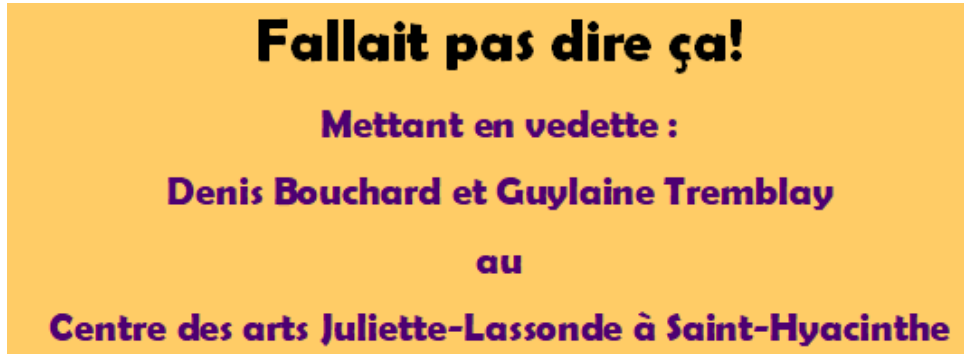 Fallait pas dire ça!
Mettant en vedette :
Denis Bouchard et Guylaine Tremblay
au
Centre des arts Juliette-Lassonde à Saint-Hyacinthe